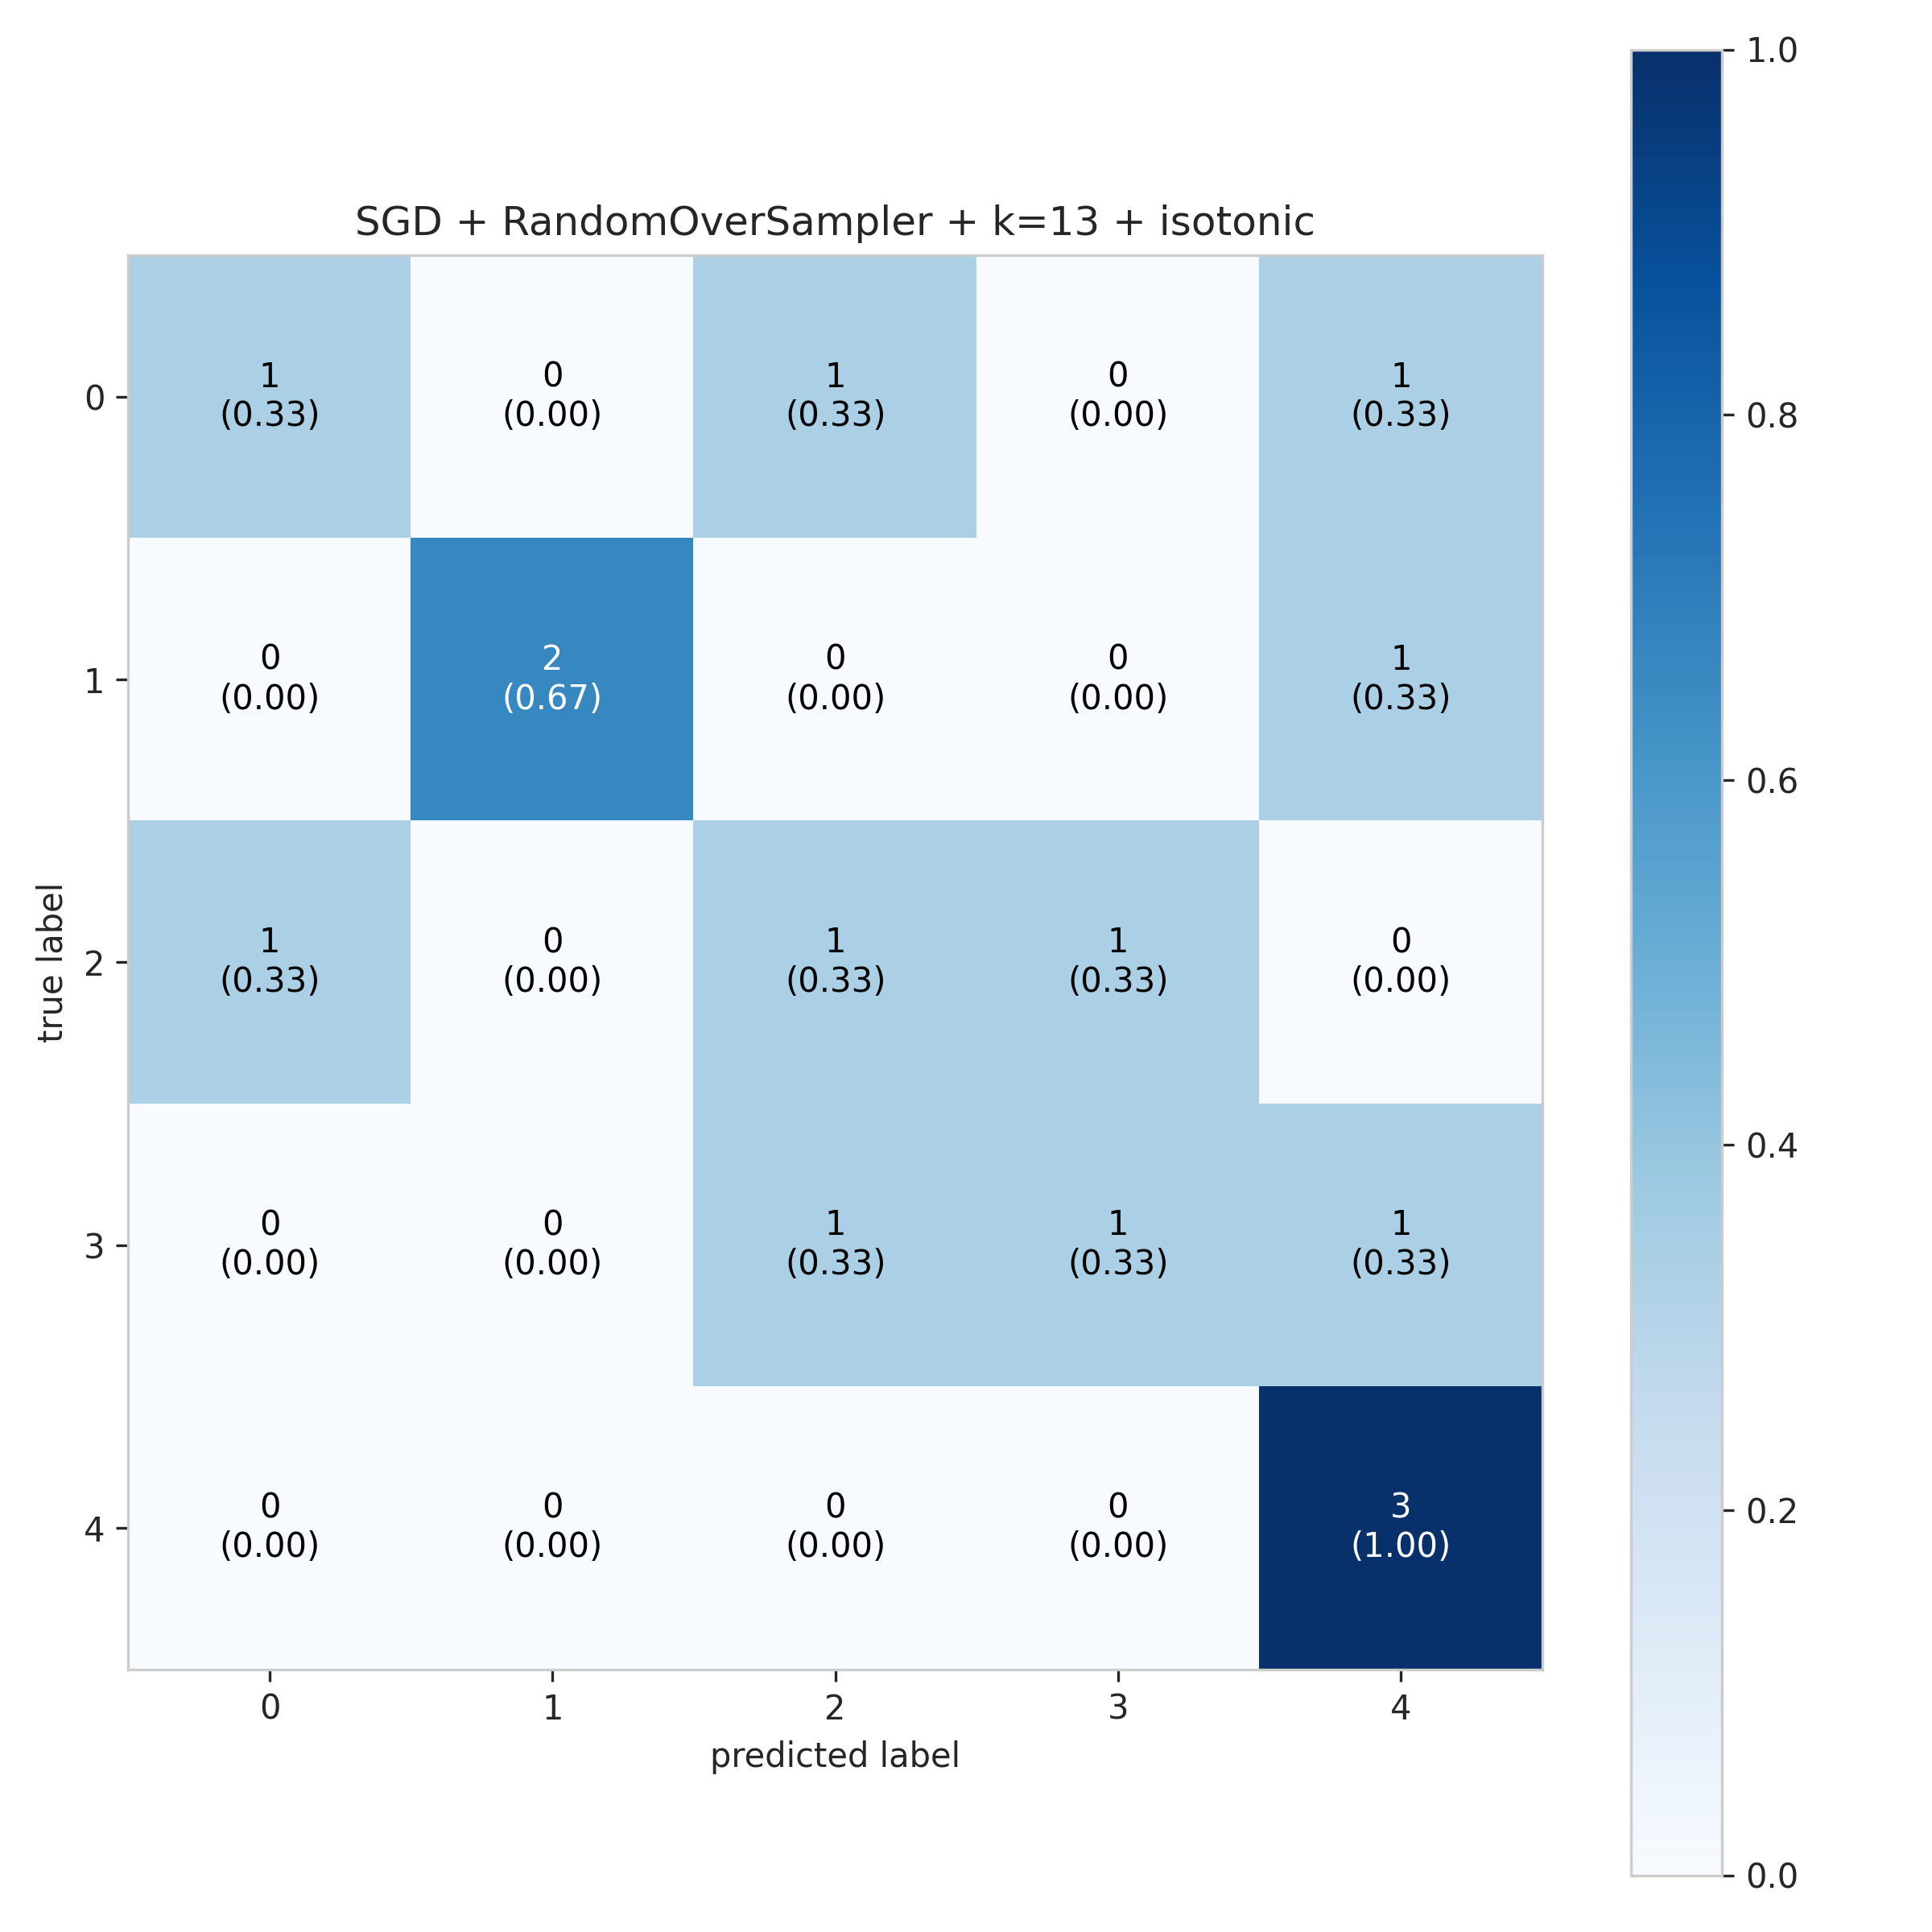 SGD + RandomOverSampler + k=13 + isotonic
1.0
0.8
0.6
0.4
0.2
0.0
true label
0
1
2
3
4
1 0 1 0 1
(0.33) (0.00) (0.33) (0.00) (0.33)
0 2 0 0 1
(0.00) (0.67) (0.00) (0.00) (0.33)
1 0 1 1 0
(0.33) (0.00) (0.33) (0.33) (0.00)
0 0 1 1 1
(0.00) (0.00) (0.33) (0.33) (0.33)
0 0 0 0 3
(0.00) (0.00) (0.00) (0.00) (1.00)
0 1 2 3 4
predicted label